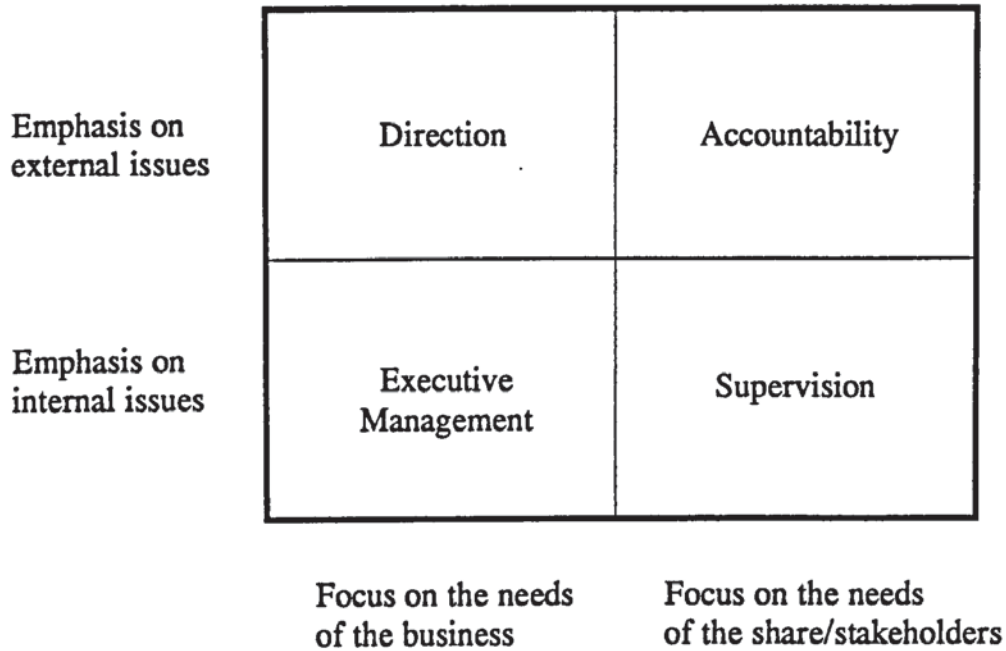 Emphasis on
external issues
Direction
Accountability
Emphasis on
internal issues
Executive
Management
Supervision
Focus on the needs
of the business
Focus on the needs
of the share/stakeholders